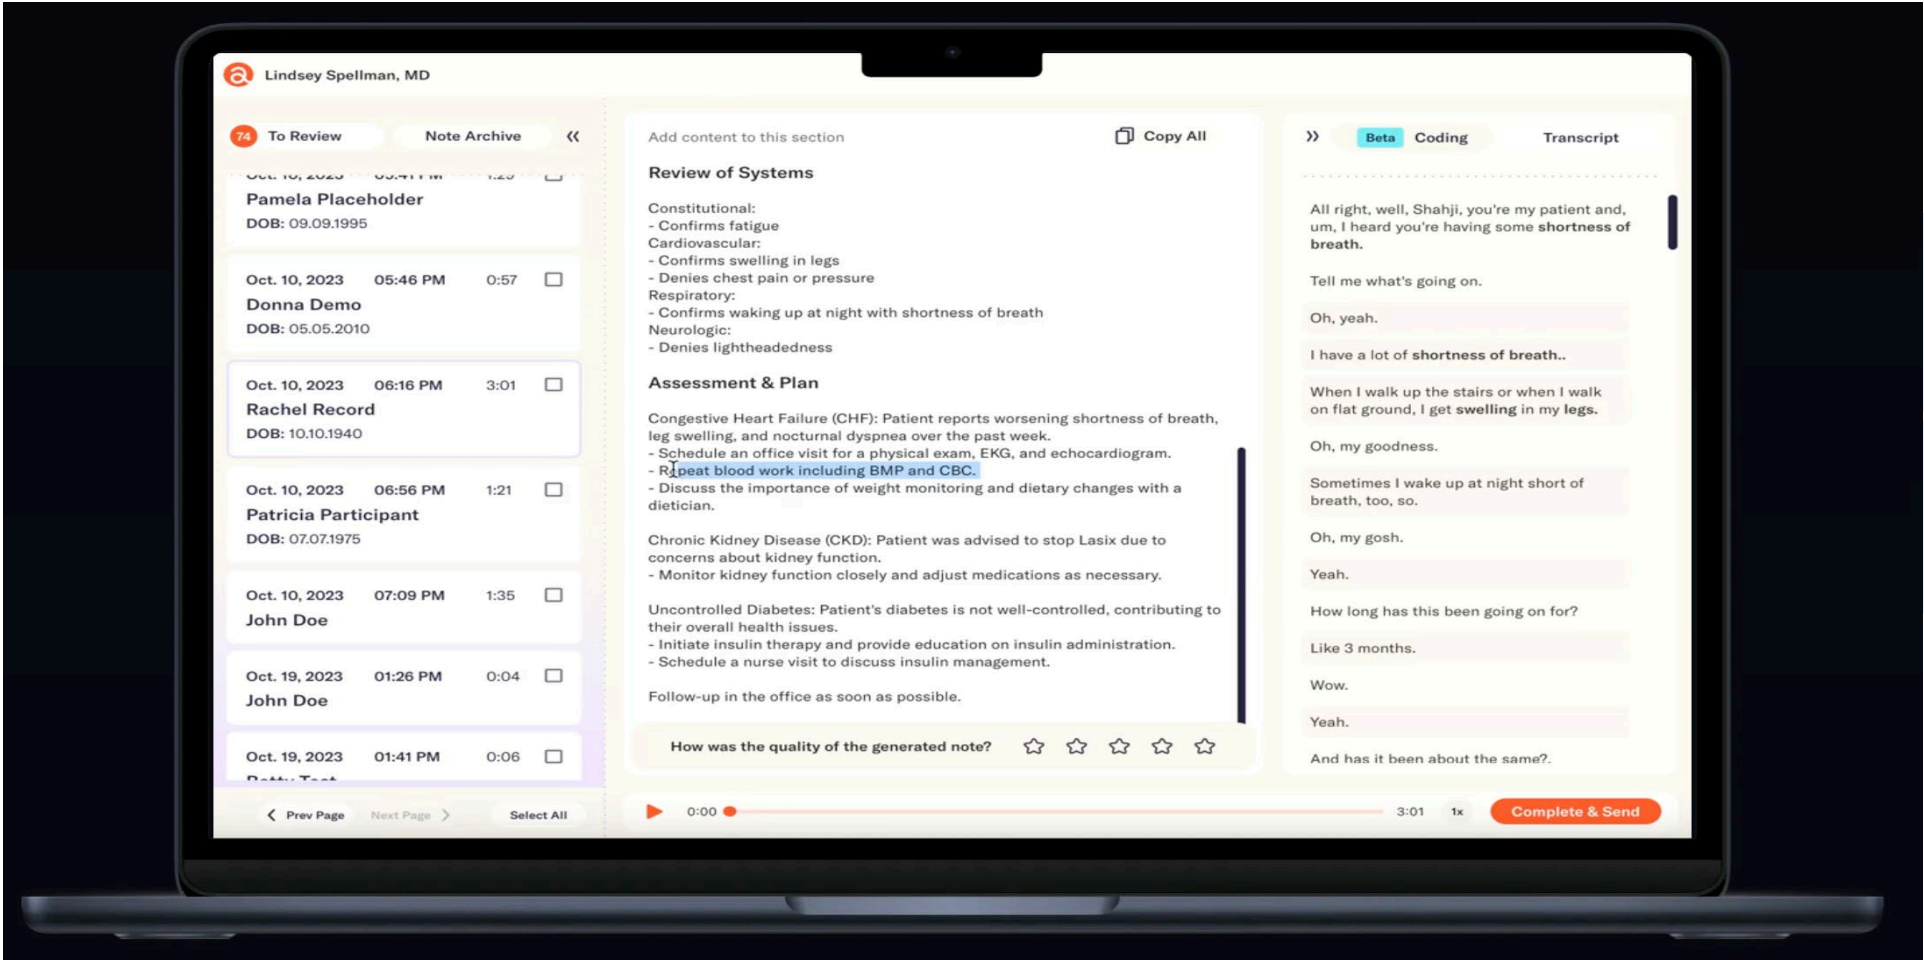 Lindsey Spellman, MD
74 To Review
Note Archive
Oct. 10, 2023 05:41 PM 1:29
Pamela Placeholder
DOB: 09.09.1995
Oct. 10, 2023 05:46 PM 0:57
Donna Demo
DOB: 05.05.2010
Oct. 10, 2023 06:16 PM 3:01
Rachel Record
DOB: 10.10.1940
Oct. 10, 2023 06:56 PM 1:21
Patricia Participant
DOB: 07.07.1975
Oct. 10, 2023 07:09 PM 1:35
John Doe
Oct. 19, 2023 01:26 PM 0:04
John Doe
Oct. 19, 2023 01:41 PM 0:06
Prev Page
Next Page
Select All
Add content to this section
Copy All
Review of Systems
Constitutional:
- Confirms fatigue
Cardiovascular:
- Confirms swelling in legs
- Denies chest pain or pressure
Respiratory:
- Confirms waking up at night with shortness of breath
Neurologic:
- Denies lightheadedness
Assessment & Plan
Congestive Heart Failure (CHF): Patient reports worsening shortness of breath,
leg swelling, and nocturnal dyspnea over the past week.
- Schedule an office visit for a physical exam, EKG, and echocardiogram.
- Repeat blood work including BMP and CBC.
- Discuss the importance of weight monitoring and dietary changes with a
dietician.
Chronic Kidney Disease (CKD): Patient was advised to stop Lasix due to
concerns about kidney function.
- Monitor kidney function closely and adjust medications as necessary.
Uncontrolled Diabetes: Patient's diabetes is not well-controlled, contributing to
their overall health issues.
- Initiate insulin therapy and provide education on insulin administration.
- Schedule a nurse visit to discuss insulin management.
Follow-up in the office as soon as possible.
How was the quality of the generated note?
0:00
3:01
1x
Complete & Send
Beta Coding
Transcript
All right, well, Shahji, you're my patient and,
um, I heard you're having some shortness of
breath.
Tell me what's going on.
Oh, yeah.
I have a lot of shortness of breath..
When I walk up the stairs or when I walk
on flat ground, I get swelling in my legs.
Oh, my goodness.
Sometimes I wake up at night short of
breath, too, so.
Oh, my gosh.
Yeah.
How long has this been going on for?
Like 3 months.
Wow.
Yeah.
And has it been about the same?.